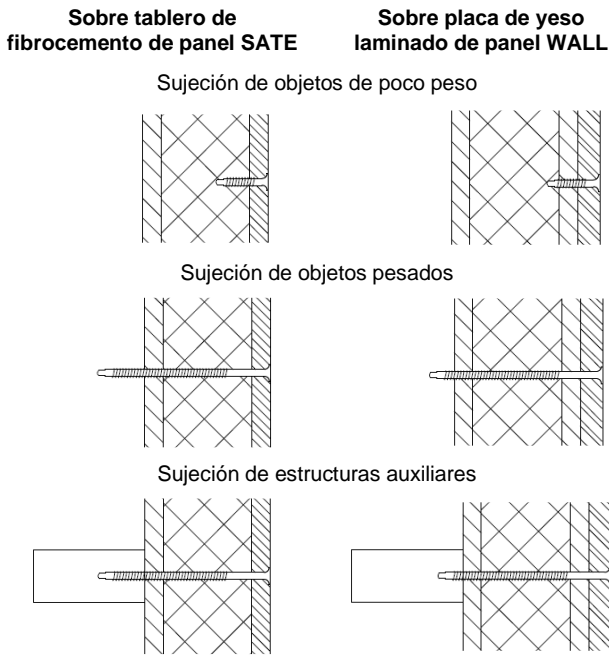 Sobre tablero de
fibrocemento de panel SATE
Sobre placa de yeso
laminado de panel WALL
Sujeción de objetos de poco peso
Sujeción de objetos pesados
Sujeción de estructuras auxiliares